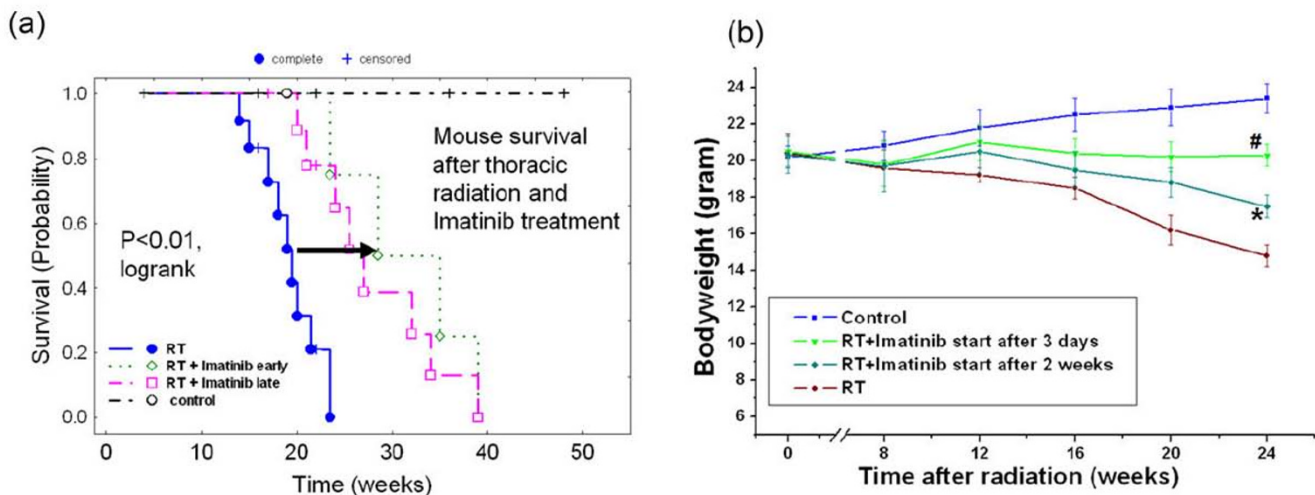 (a)
complete censored
1.0
0.8
0.6
0.4
0.2
0.0
Survival (Probability)
P<0.01,
logrank
Mouse survival
after thoracic
radiation and
Imatinib treatment
RT
RT + Imatinib early
RT + Imatinib late
control
0 10 20 30 40 50
Time (weeks)
(b)
24
22
20
18
16
14
12
10
8
6
Bodyweight (gram)
#
*
Control
RT+Imatinib start after 3 days
RT+Imatinib start after 2 weeks
RT
0 8 12 16 20 24
Time after radiation (weeks)